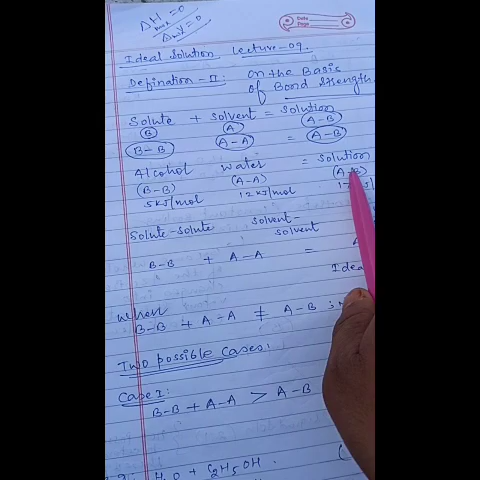 ΔH mix = 0
Δmix V = 0
Date
Page
Ideal Solution Lecture-09.
Defination-II: on the Basis
of Bond Strength.
Solute + solvent = Solution
(B) (A) (A-B)
(B-B) (A-A) = (A-B)
Alcohol Water = Solution
(B-B) (A-A) (A-B)
5KJ/mol 12KJ/mol
Solute-Solute Solvent-
Solvent
B-B + A-A =
When
B-B + A-A ≠ A-B
Two possible Cases:
Case I:
B-B + A-A > A-B
H2O + C2H5OH